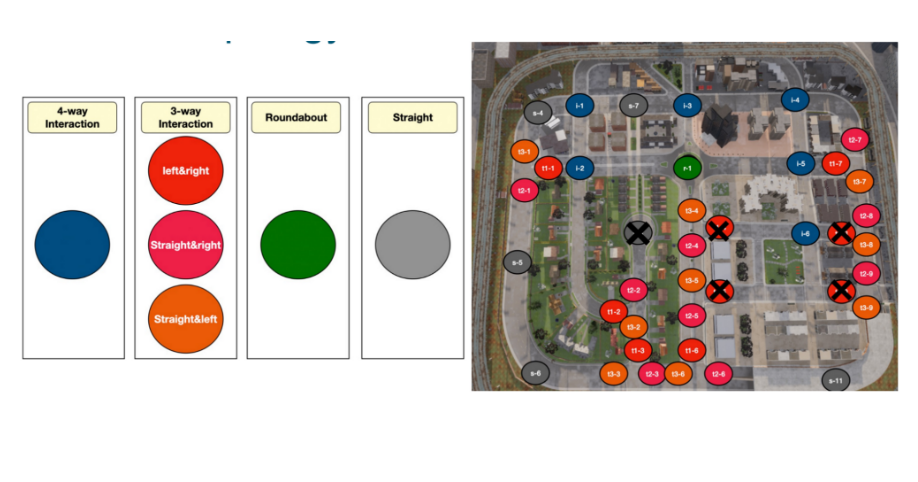 4-way
Interaction
3-way
Interaction
Roundabout
Straight
left&right
Straight&right
Straight&left
s-4
i-1
s-7
i-3
i-4
t2-7
t3-1
t1-1
i-2
r-1
i-5
t1-7
t3-7
t2-1
t3-4
t2-8
i-6
t2-4
t3-8
s-5
t2-9
t3-5
t2-2
t3-9
t1-2
t2-5
t3-2
t1-3
t1-6
s-6
t3-3
t2-3
t3-6
t2-6
s-11